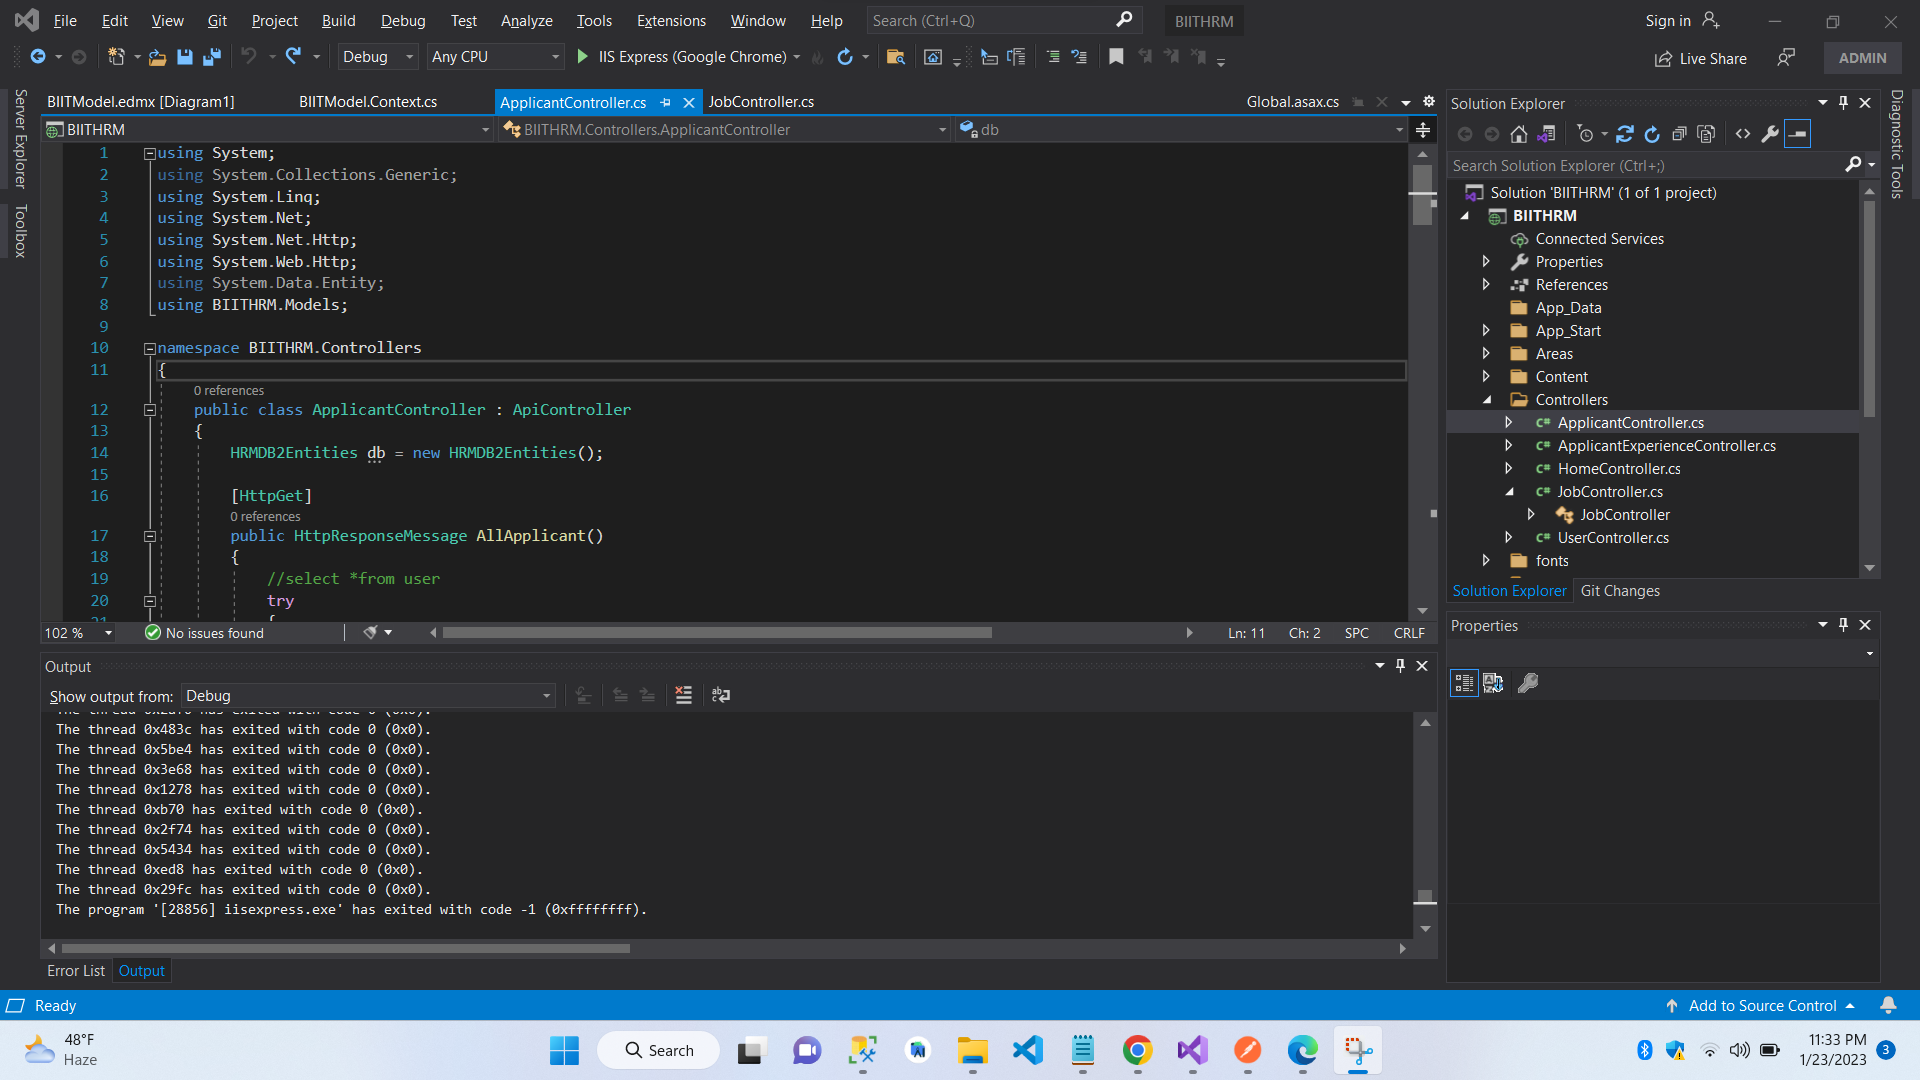 File Edit View Git Project Build Debug Test Analyze Tools Extensions Window Help Search (Ctrl+Q) BIITHRM Sign in
Debug Any CPU IIS Express (Google Chrome) Live Share ADMIN
Server Explorer
Toolbox
BIITModel.edmx [Diagram1] BIITModel.Context.cs ApplicantController.cs JobController.cs Global.asax.cs
BIITHRM BIITHRM.Controllers.ApplicantController db
1 using System;
2 using System.Collections.Generic;
3 using System.Linq;
4 using System.Net;
5 using System.Net.Http;
6 using System.Web.Http;
7 using System.Data.Entity;
8 using BIITHRM.Models;
9
10 namespace BIITHRM.Controllers
11 {
0 references
12 public class ApplicantController : ApiController
13 {
14 HRMDB2Entities db = new HRMDB2Entities();
15
16 [HttpGet]
0 references
17 public HttpResponseMessage AllApplicant()
18 {
19 //select *from user
20 try
21 {
102 % No issues found Ln: 11 Ch: 2 SPC CRLF
Output
Show output from: Debug
The thread 0x483c has exited with code 0 (0x0).
The thread 0x5be4 has exited with code 0 (0x0).
The thread 0x3e68 has exited with code 0 (0x0).
The thread 0x1278 has exited with code 0 (0x0).
The thread 0xb70 has exited with code 0 (0x0).
The thread 0x2f74 has exited with code 0 (0x0).
The thread 0x5434 has exited with code 0 (0x0).
The thread 0xed8 has exited with code 0 (0x0).
The thread 0x29fc has exited with code 0 (0x0).
The program '[28856] iisexpress.exe' has exited with code -1 (0xffffffff).
Error List Output
Solution Explorer
Search Solution Explorer (Ctrl+;)
Solution 'BIITHRM' (1 of 1 project)
BIITHRM
Connected Services
Properties
References
App_Data
App_Start
Areas
Content
Controllers
C# ApplicantController.cs
C# ApplicantExperienceController.cs
C# HomeController.cs
C# JobController.cs
JobController
C# UserController.cs
fonts
Solution Explorer Git Changes
Properties
Diagnostic Tools
Ready Add to Source Control
48°F
Haze
Search
11:33 PM
1/23/2023
3